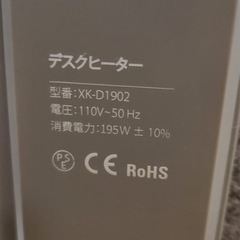 デスクヒーター
型番:XK-D1902
電圧:110V~50 Hz
消費電力:195W ± 10%
PSE CE RoHS